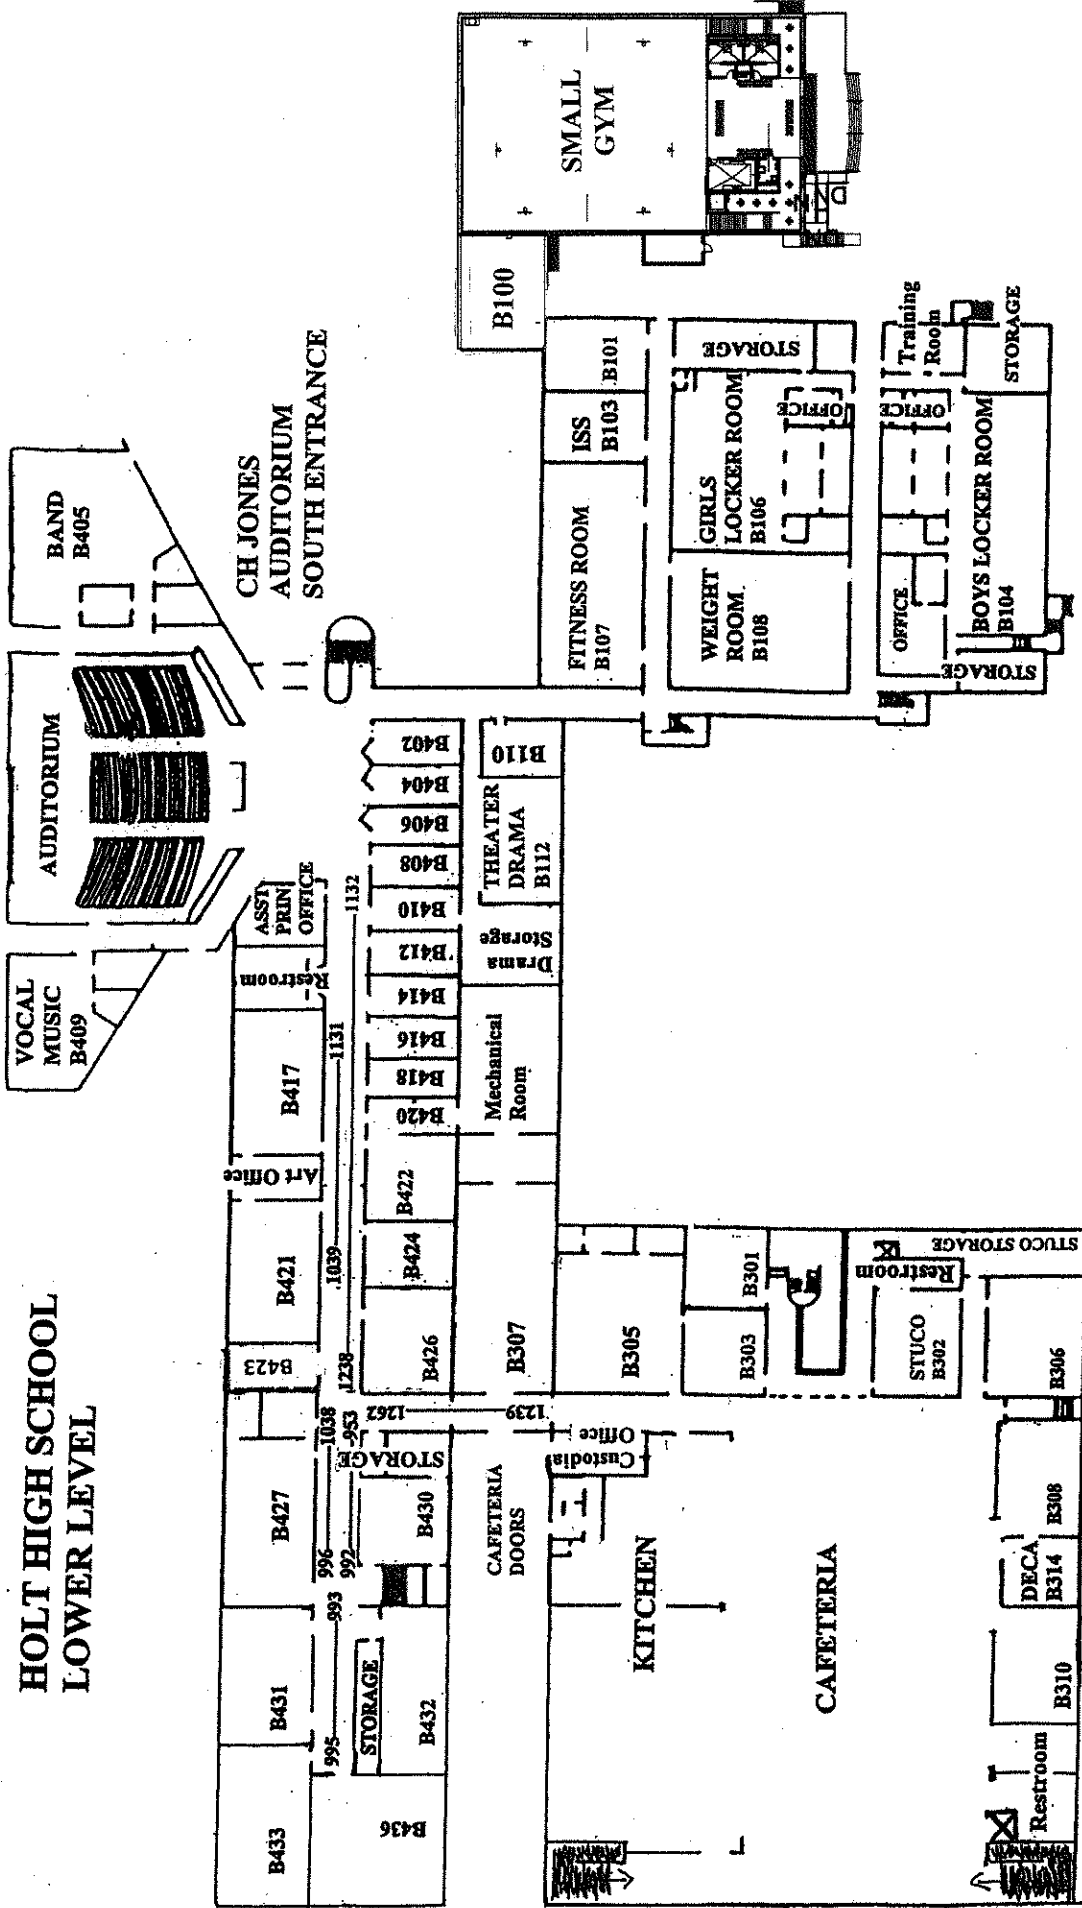 HOLT HIGH SCHOOL
LOWER LEVEL
VOCAL
MUSIC
B409
AUDITORIUM
BAND
B405
CH JONES
AUDITORIUM
SOUTH ENTRANCE
B433
B431
B427
B423
B421
Art Office
B417
Restroom
ASST
PRIN
OFFICE
995
993
996
992
1038
953
1238
1039
1131
1132
1262
1239
B436
STORAGE
B432
B430
STORAGE
B426
B424
B422
B420
B418
B416
B414
B412
B410
B408
B406
B404
B402
CAFETERIA
DOORS
B307
Mechanical
Room
Drama
Storage
THEATER
DRAMA
B112
B110
KITCHEN
Custodia
Office
B305
B303
B301
CAFETERIA
STUCO
B302
Restroom
STUCO STORAGE
B306
B308
DECA
B314
B310
Restroom
SMALL
GYM
DN
B100
B101
ISS
B103
FITNESS ROOM
B107
STORAGE
GIRLS
LOCKER ROOM
B106
OFFICE
WEIGHT
ROOM
B108
Training
Room
OFFICE
OFFICE
STORAGE
BOYS LOCKER ROOM
B104
STORAGE